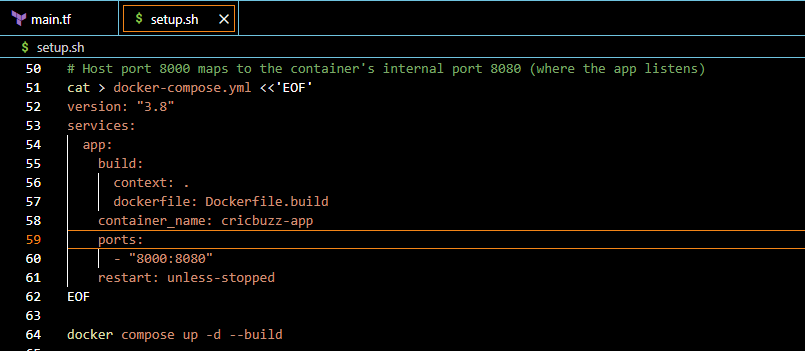 main.tf
$ setup.sh ×
$ setup.sh
50 # Host port 8000 maps to the container's internal port 8080 (where the app listens)
51 cat > docker-compose.yml <<'EOF'
52 version: "3.8"
53 services:
54   app:
55     build:
56       context: .
57       dockerfile: Dockerfile.build
58     container_name: cricbuzz-app
59     ports:
60       - "8000:8080"
61     restart: unless-stopped
62 EOF
63
64 docker compose up -d --build